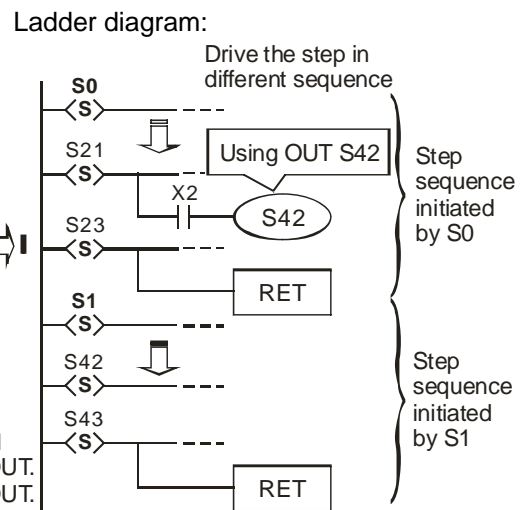 Ladder diagram:
Drive the step in
different sequence
S0
S
S21
S
Using OUT S42
X2
S42
S23
S
RET
Step
sequence
initiated
by S0
S1
S
S42
S
S43
S
RET
Step
sequence
initiated
by S1
OUT.
OUT.